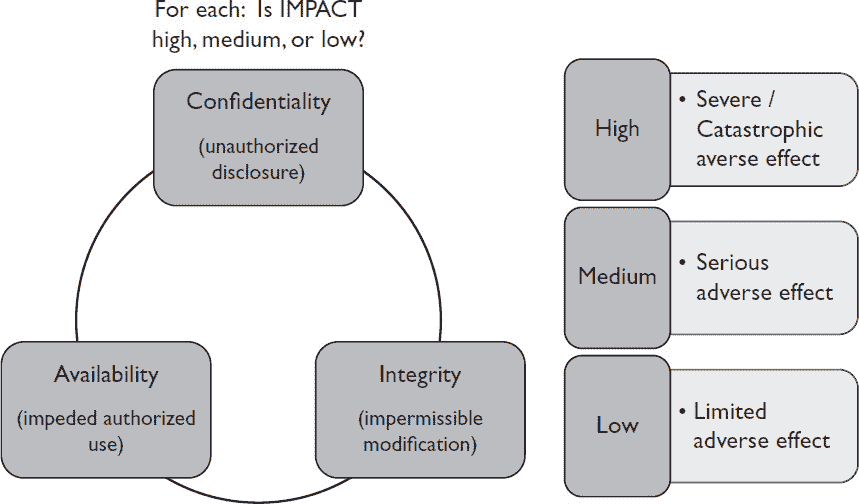 For each: Is IMPACT
high, medium, or low?
Confidentiality
(unauthorized
disclosure)
Availability
(impeded authorized
use)
Integrity
(impermissible
modification)
High
• Severe /
Catastrophic
averse effect
Medium
• Serious
adverse effect
Low
• Limited
adverse effect